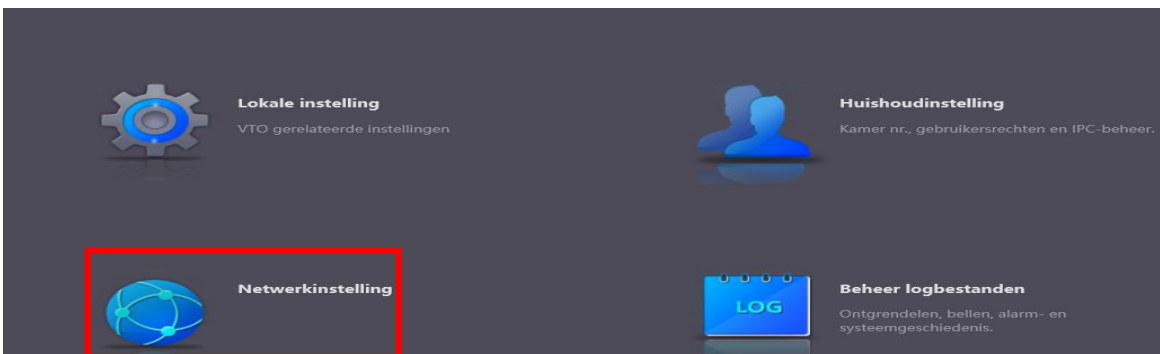 Lokale instelling
VTO gerelateerde instellingen
Huishoudinstelling
Kamer nr., gebruikersrechten en IPC-beheer.
Netwerkinstelling
LOG
Beheer logbestanden
Ontgrendelen, bellen, alarm- en
systeemgeschiedenis.